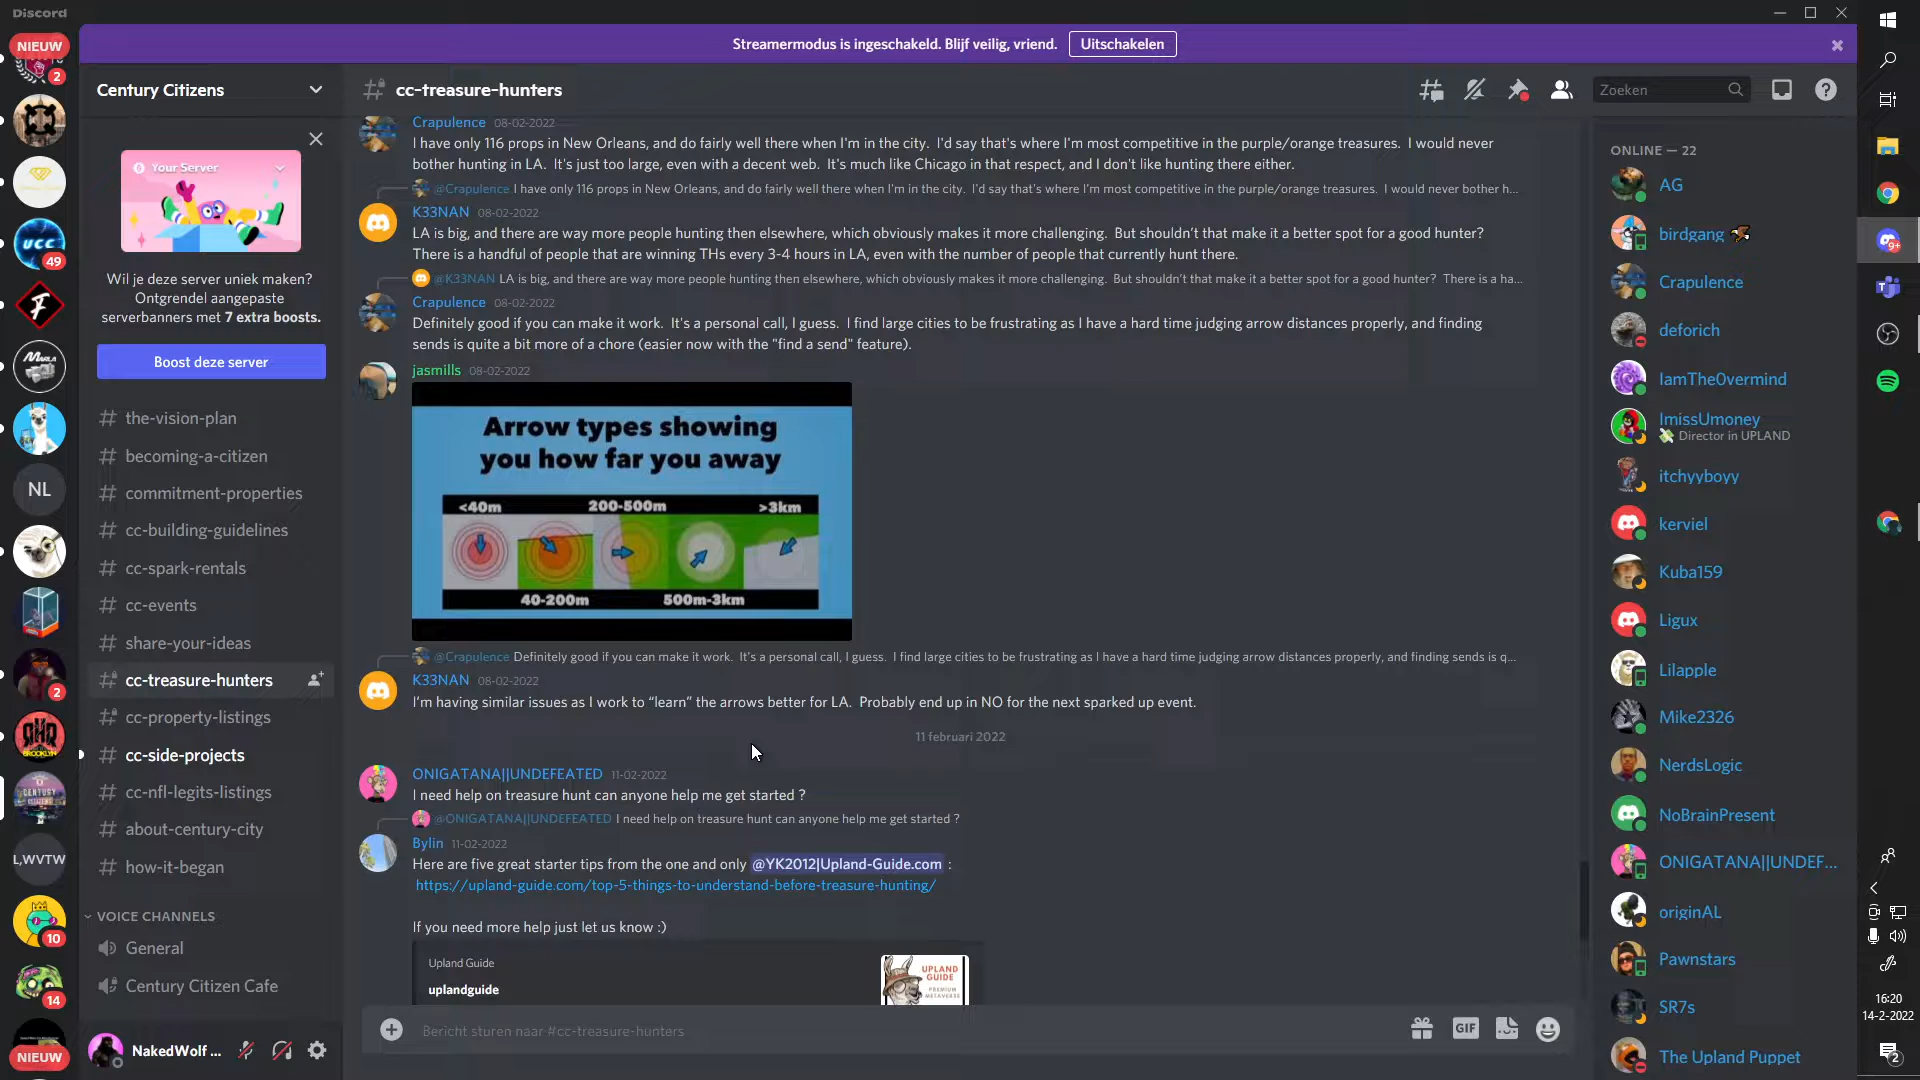 Discord
Streamermodus is ingeschakeld. Blijf veilig, vriend.
Uitschakelen
NIEUW
2
UCC
49
MARLA
NL
2
BROOKLYN
CENTURY
CITIZENS
L,WVTW
10
14
NIEUW
Century Citizens
Your Server
Wil je deze server uniek maken?
Ontgrendel aangepaste
serverbanners met 7 extra boosts.
Boost deze server
the-vision-plan
becoming-a-citizen
commitment-properties
cc-building-guidelines
cc-spark-rentals
cc-events
share-your-ideas
cc-treasure-hunters
cc-property-listings
cc-side-projects
cc-nfl-legits-listings
about-century-city
how-it-began
VOICE CHANNELS
General
Century Citizen Cafe
NakedWolf ...
cc-treasure-hunters
Zoeken
Crapulence 08-02-2022
I have only 116 props in New Orleans, and do fairly well there when I'm in the city. I'd say that's where I'm most competitive in the purple/orange treasures. I would never
bother hunting in LA. It's just too large, even with a decent web. It's much like Chicago in that respect, and I don't like hunting there either.
@Crapulence I have only 116 props in New Orleans, and do fairly well there when I'm in the city. I'd say that's where I'm most competitive in the purple/orange treasures. I would never bother h...
K33NAN 08-02-2022
LA is big, and there are way more people hunting then elsewhere, which obviously makes it more challenging. But shouldn't that make it a better spot for a good hunter?
There is a handful of people that are winning THs every 3-4 hours in LA, even with the number of people that currently hunt there.
@K33NAN LA is big, and there are way more people hunting then elsewhere, which obviously makes it more challenging. But shouldn't that make it a better spot for a good hunter? There is a ha...
Crapulence 08-02-2022
Definitely good if you can make it work. It's a personal call, I guess. I find large cities to be frustrating as I have a hard time judging arrow distances properly, and finding
sends is quite a bit more of a chore (easier now with the "find a send" feature).
jasmills 08-02-2022
Arrow types showing
you how far you away
<40m 200-500m >3km
40-200m 500m-3km
@Crapulence Definitely good if you can make it work. It's a personal call, I guess. I find large cities to be frustrating as I have a hard time judging arrow distances properly, and finding sends is q...
K33NAN 08-02-2022
I'm having similar issues as I work to “learn” the arrows better for LA. Probably end up in NO for the next sparked up event.
11 februari 2022
ONIGATANA||UNDEFEATED 11-02-2022
I need help on treasure hunt can anyone help me get started ?
@ONIGATANA||UNDEFEATED I need help on treasure hunt can anyone help me get started ?
Bylin 11-02-2022
Here are five great starter tips from the one and only @YK2012|Upland-Guide.com :
https://upland-guide.com/top-5-things-to-understand-before-treasure-hunting/
If you need more help just let us know :)
Upland Guide
uplandguide
UPLAND
GUIDE
PREMIUM
METAVERSE
Bericht sturen naar #cc-treasure-hunters
GIF
ONLINE — 22
AG
birdgang
Crapulence
deforich
IamThe0vermind
ImissUmoney
Director in UPLAND
itchyyboyy
kerviel
Kuba159
Ligux
Lilapple
Mike2326
NerdsLogic
NoBrainPresent
ONIGATANA||UNDEF...
originAL
Pawnstars
SR7s
The Upland Puppet
9+
16:20
14-2-2022
2